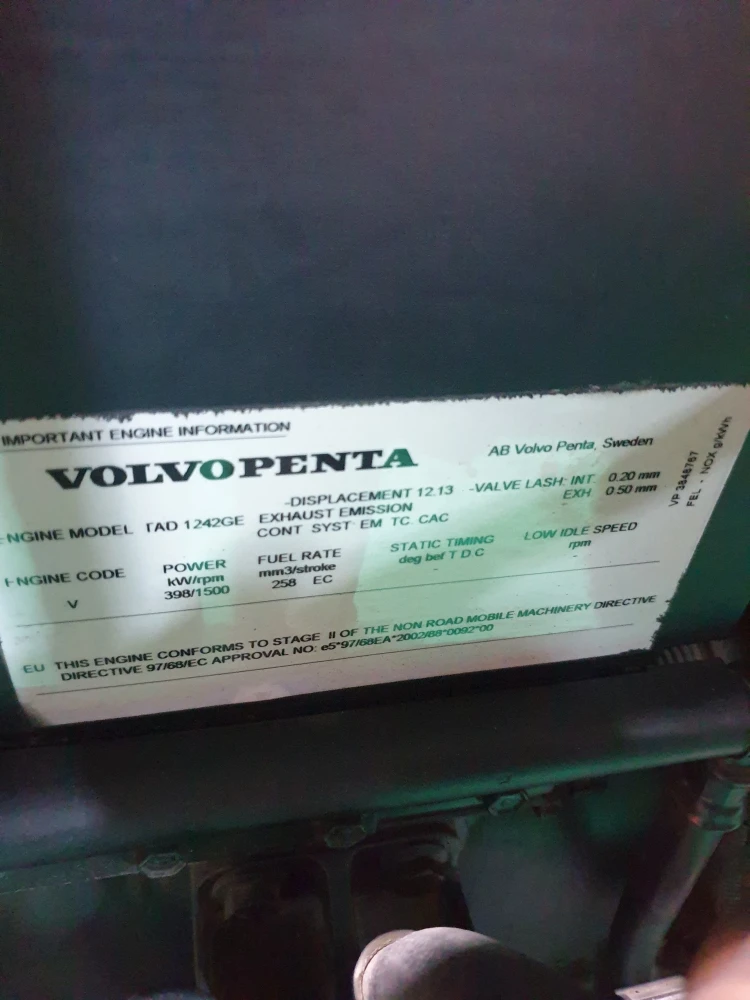 IMPORTANT ENGINE INFORMATION
VOLVO PENTA
AB Volvo Penta, Sweden
ENGINE MODEL TAD 1242GE
-DISPLACEMENT 12.13
EXHAUST EMISSION
CONT SYST EM TC CAC
-VALVE LASH: INT 0.20 mm
EXH 0.50 mm
ENGINE CODE
V
POWER
kW/rpm
398/1500
FUEL RATE
mm3/stroke
258 EC
STATIC TIMING
deg bef T.D.C
-
LOW IDLE SPEED
rpm
-
EU THIS ENGINE CONFORMS TO STAGE II OF THE NON ROAD MOBILE MACHINERY DIRECTIVE -
DIRECTIVE 97/68/EC APPROVAL NO: e5*97/68EA*2002/88*0092*00
FEL - NOX g/kWh